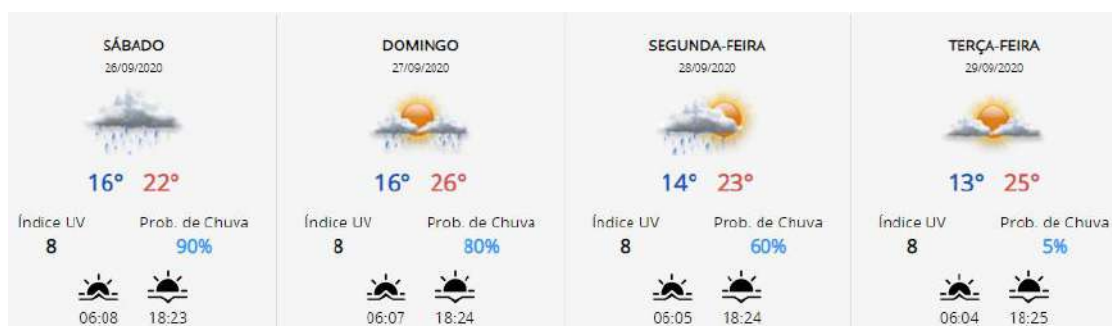 SÁBADO
26/09/2020
16° 22°
Índice UV Prob. de Chuva
8 90%
06:08 18:23
DOMINGO
27/09/2020
16° 26°
Índice UV Prob. de Chuva
8 80%
06:07 18:24
SEGUNDA-FEIRA
28/09/2020
14° 23°
Índice UV Prob. de Chuva
8 60%
06:05 18:24
TERÇA-FEIRA
29/09/2020
13° 25°
Índice UV Prob. de Chuva
8 5%
06:04 18:25